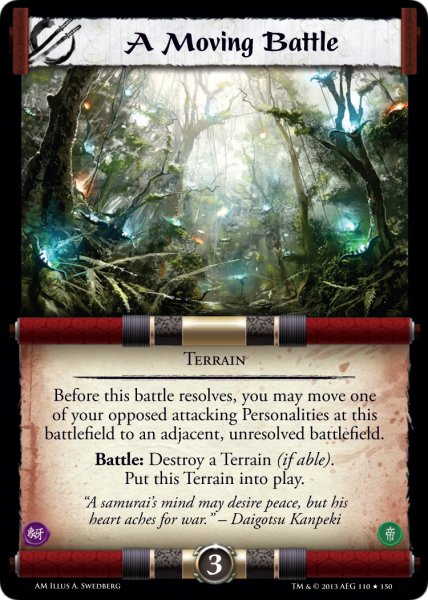 A Moving Battle
Terrain
Before this battle resolves, you may move one
of your opposed attacking Personalities at this
battlefield to an adjacent, unresolved battlefield.
Battle: Destroy a Terrain (if able).
Put this Terrain into play.
“A samurai’s mind may desire peace, but his
heart aches for war.” – Daigotsu Kanpeki
帝
3
AM Illus A. Swedberg
TM & © 2013 AEG 110 ★ 150